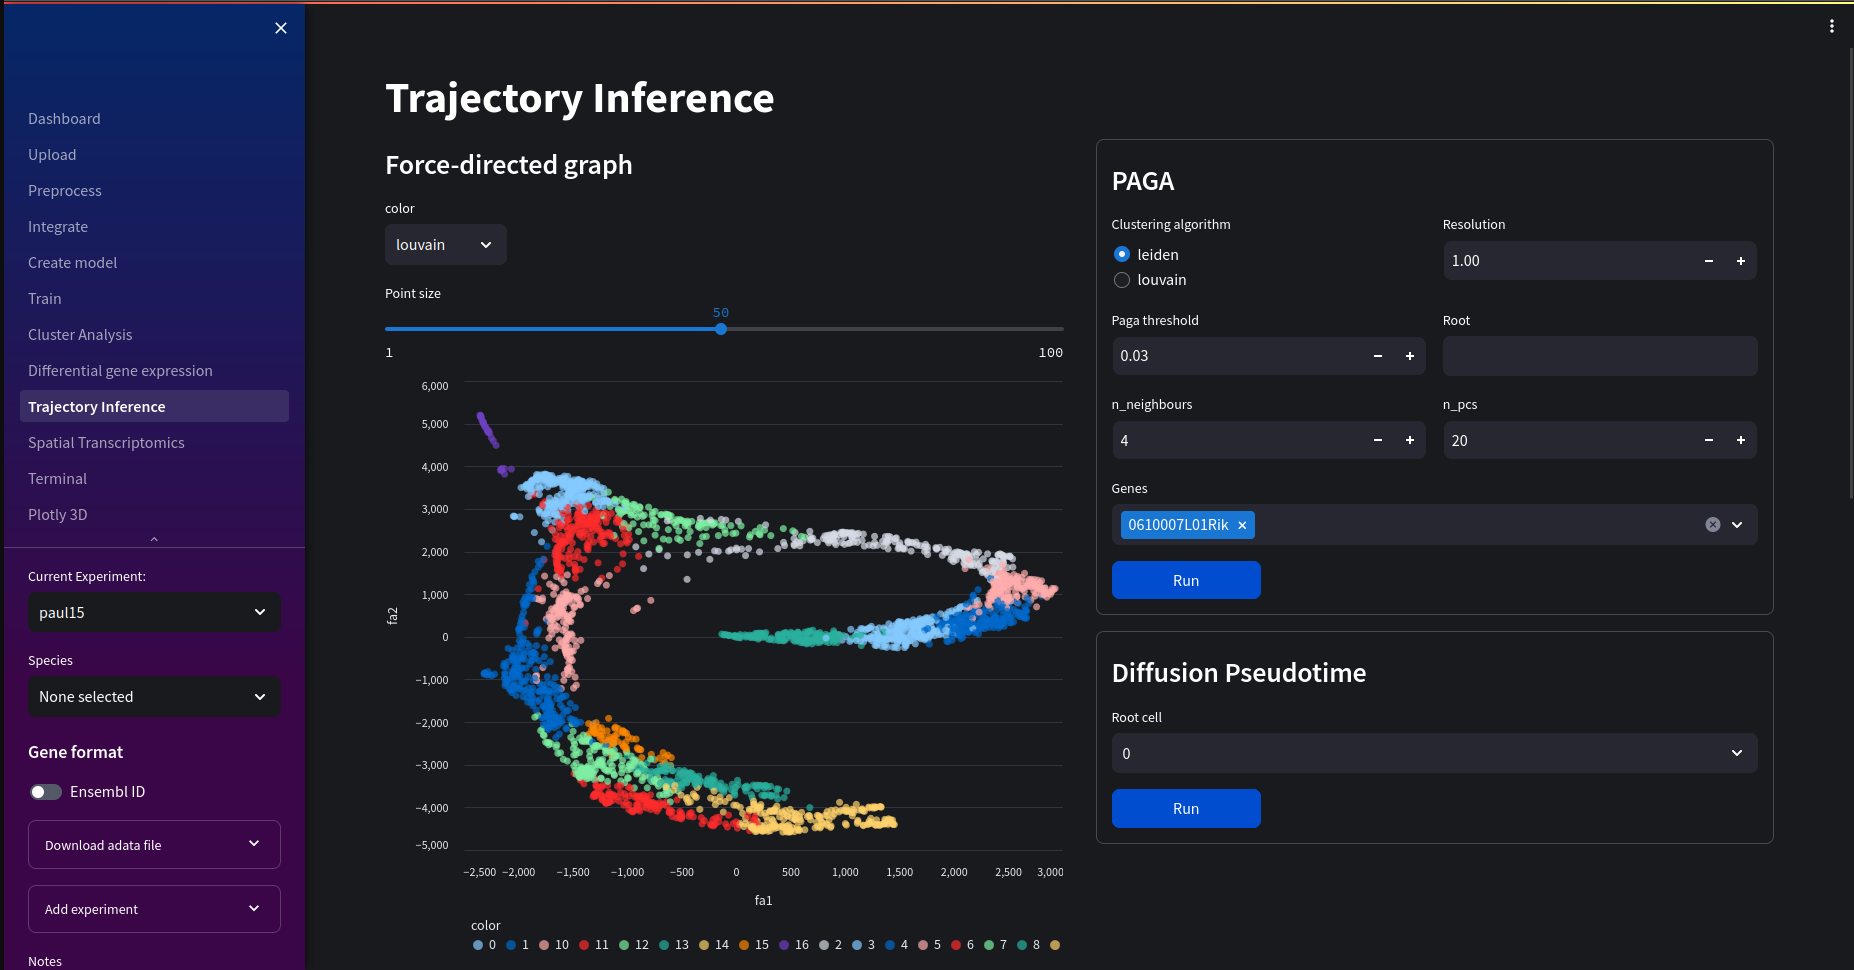 Dashboard
Upload
Preprocess
Integrate
Create model
Train
Cluster Analysis
Differential gene expression
Trajectory Inference
Spatial Transcriptomics
Terminal
Plotly 3D
Current Experiment:
paul15
Species
None selected
Gene format
Ensembl ID
Download adata file
Add experiment
Notes
Trajectory Inference
Force-directed graph
color
louvain
Point size
50
1 100
6,000
5,000
4,000
3,000
2,000
1,000
0
−1,000
−2,000
−3,000
−4,000
−5,000
fa2
−2,500 −2,000 −1,500 −1,000 −500 0 500 1,000 1,500 2,000 2,500 3,000
fa1
color
0 1 10 11 12 13 14 15 16 2 3 4 5 6 7 8
PAGA
Clustering algorithm Resolution
leiden 1.00
louvain
Paga threshold Root
0.03
n_neighbours n_pcs
4 20
Genes
0610007L01Rik
Run
Diffusion Pseudotime
Root cell
0
Run